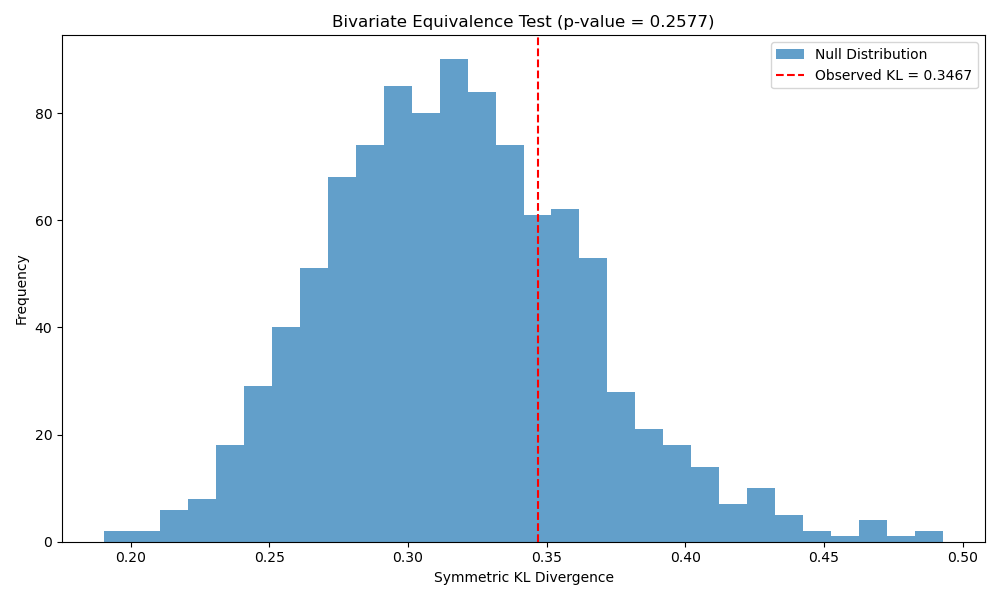 Bivariate Equivalence Test (p-value = 0.2577)
Null Distribution
Observed KL = 0.3467
Frequency
80
60
40
20
0
0.20 0.25 0.30 0.35 0.40 0.45 0.50
Symmetric KL Divergence